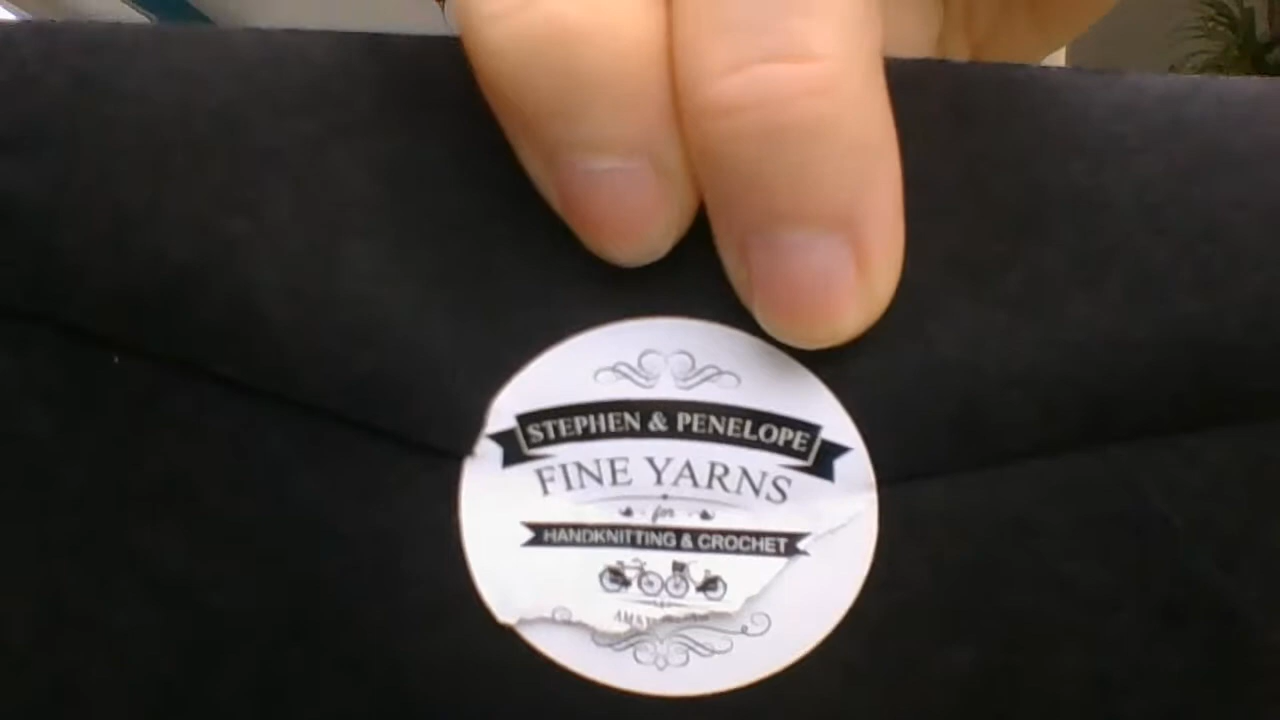 STEPHEN & PENELOPE
FINE YARNS
for
HANDKNITTING & CROCHET